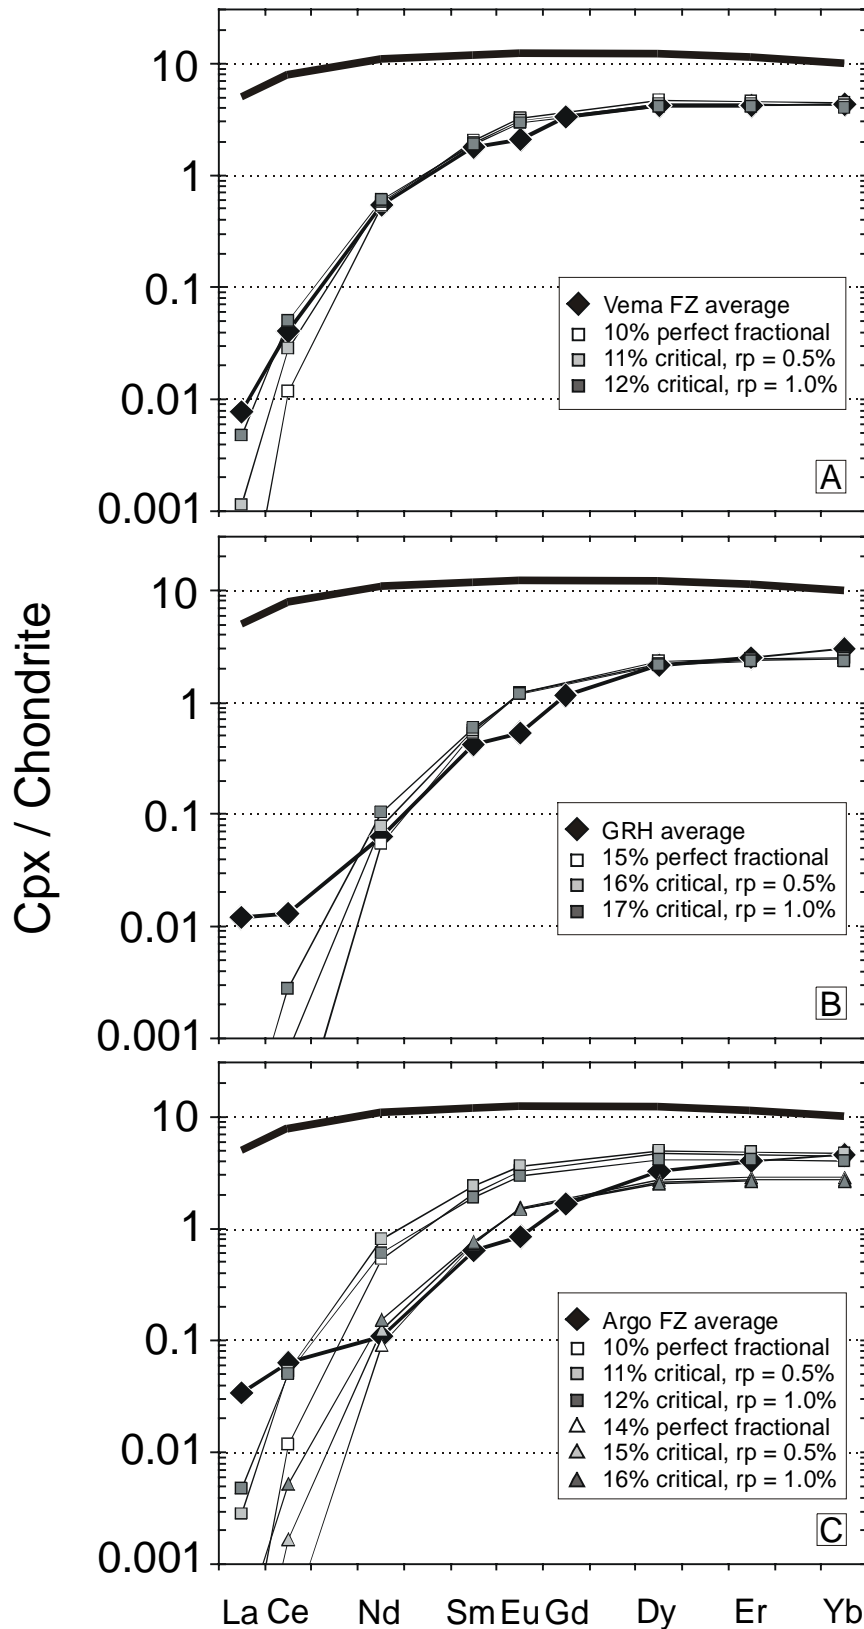 10
1
0.1
0.01
0.001
Vema FZ average
10% perfect fractional
11% critical, rp = 0.5%
12% critical, rp = 1.0%
A
Cpx / Chondrite
10
1
0.1
0.01
0.001
GRH average
15% perfect fractional
16% critical, rp = 0.5%
17% critical, rp = 1.0%
B
10
1
0.1
0.01
0.001
Argo FZ average
10% perfect fractional
11% critical, rp = 0.5%
12% critical, rp = 1.0%
14% perfect fractional
15% critical, rp = 0.5%
16% critical, rp = 1.0%
C
La Ce Nd Sm Eu Gd Dy Er Yb